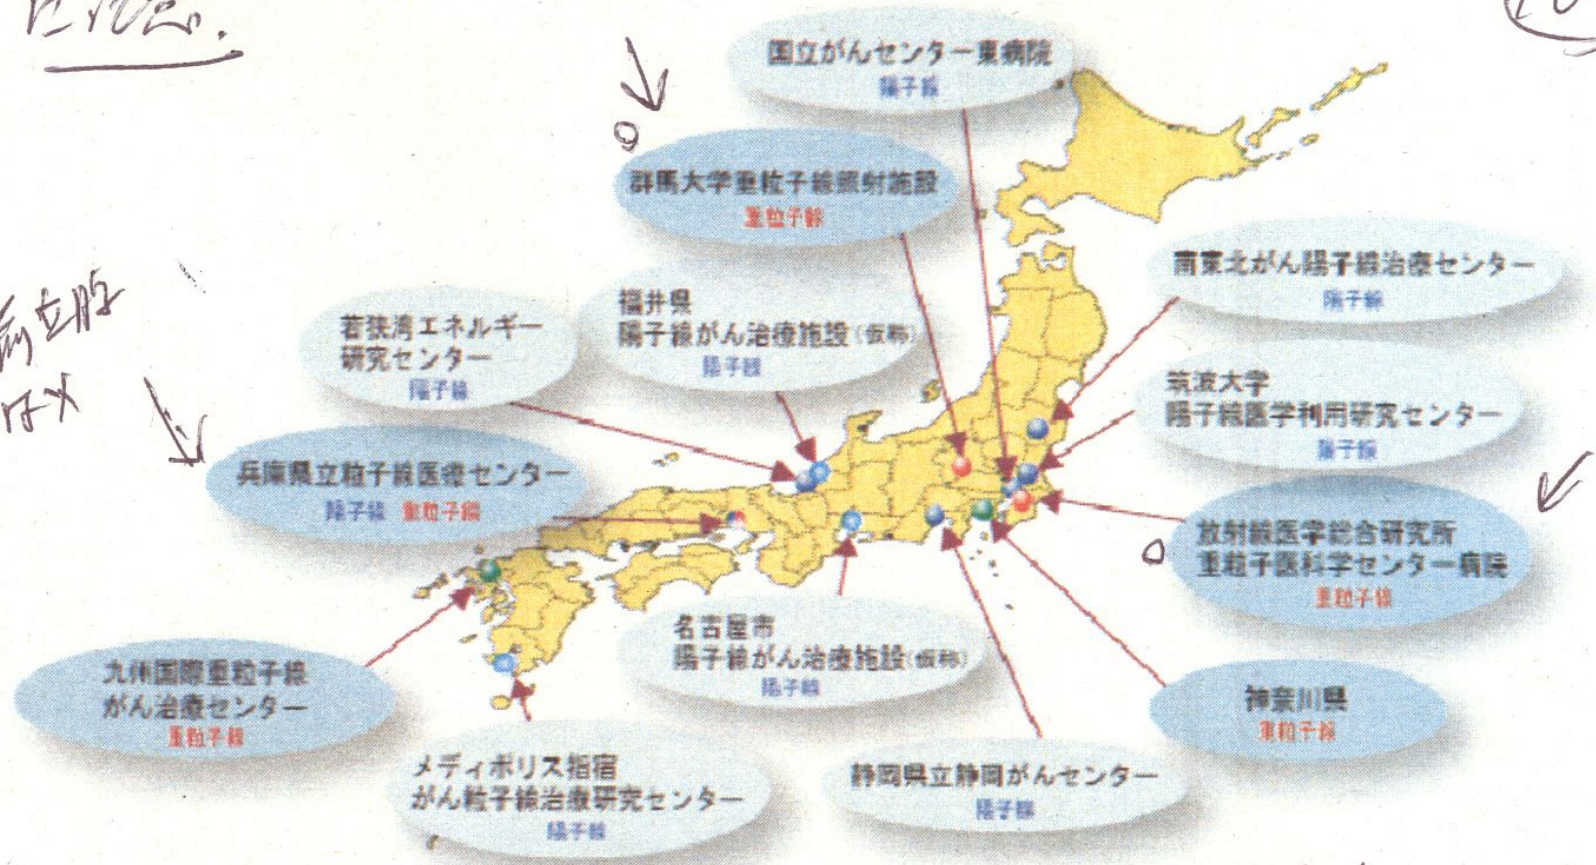 国立がんセンター東病院
陽子線
群馬大学重粒子線照射施設
重粒子線
南東北がん陽子線治療センター
陽子線
福井県
陽子線がん治療施設(仮称)
陽子線
若狭湾エネルギー
研究センター
陽子線
筑波大学
陽子線医学利用研究センター
陽子線
兵庫県立粒子線医療センター
陽子線 重粒子線
放射線医学総合研究所
重粒子医科学センター病院
重粒子線
名古屋市
陽子線がん治療施設(仮称)
陽子線
九州国際重粒子線
がん治療センター
重粒子線
神奈川県
重粒子線
メディポリス指宿
がん粒子線治療研究センター
陽子線
静岡県立静岡がんセンター
陽子線